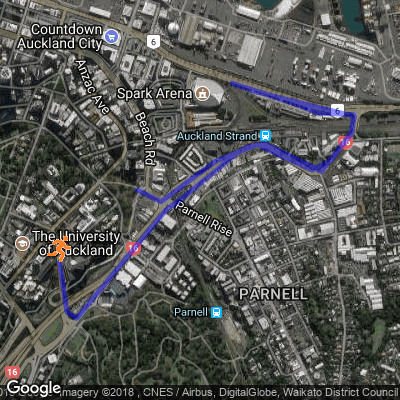 Countdown
Auckland City
6
Anzac Ave
Spark Arena
6
Beach Rd
Auckland Strand
16
Parnell Rise
The University
of Auckland
16
PARNELL
Parnell
16
Google
Imagery ©2018 , CNES / Airbus, DigitalGlobe, Waikato District Council